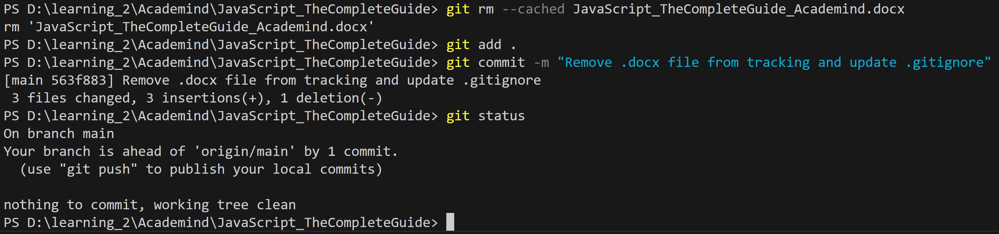 PS D:\learning_2\Academind\JavaScript_TheCompleteGuide> git rm --cached JavaScript_TheCompleteGuide_Academind.docx
rm 'JavaScript_TheCompleteGuide_Academind.docx'
PS D:\learning_2\Academind\JavaScript_TheCompleteGuide> git add .
PS D:\learning_2\Academind\JavaScript_TheCompleteGuide> git commit -m "Remove .docx file from tracking and update .gitignore"
[main 563f883] Remove .docx file from tracking and update .gitignore
 3 files changed, 3 insertions(+), 1 deletion(-)
PS D:\learning_2\Academind\JavaScript_TheCompleteGuide> git status
On branch main
Your branch is ahead of 'origin/main' by 1 commit.
  (use "git push" to publish your local commits)

nothing to commit, working tree clean
PS D:\learning_2\Academind\JavaScript_TheCompleteGuide>